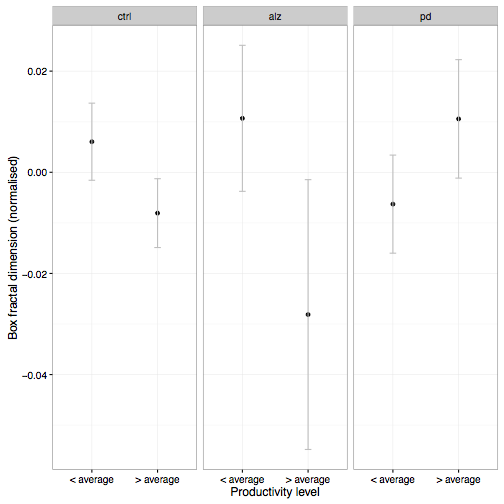 ctrl alz pd
Box fractal dimension (normalised)
0.02
0.00
−0.02
−0.04
< average > average < average > average < average > average
Productivity level